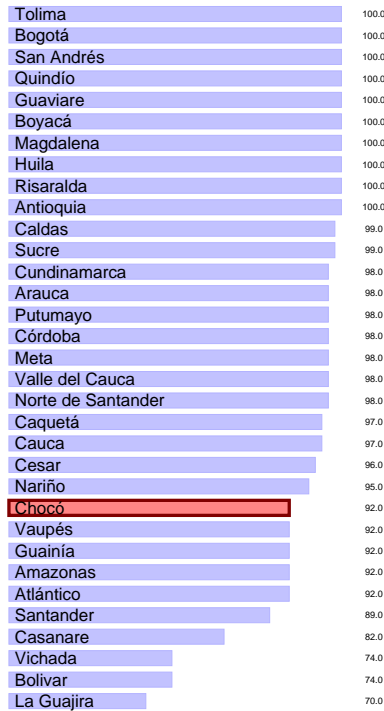 Tolima 100.0
Bogotá 100.0
San Andrés 100.0
Quindío 100.0
Guaviare 100.0
Boyacá 100.0
Magdalena 100.0
Huila 100.0
Risaralda 100.0
Antioquia 100.0
Caldas 99.0
Sucre 99.0
Cundinamarca 98.0
Arauca 98.0
Putumayo 98.0
Córdoba 98.0
Meta 98.0
Valle del Cauca 98.0
Norte de Santander 98.0
Caquetá 97.0
Cauca 97.0
Cesar 96.0
Nariño 95.0
Chocó 92.0
Vaupés 92.0
Guainía 92.0
Amazonas 92.0
Atlántico 92.0
Santander 89.0
Casanare 82.0
Vichada 74.0
Bolivar 74.0
La Guajira 70.0